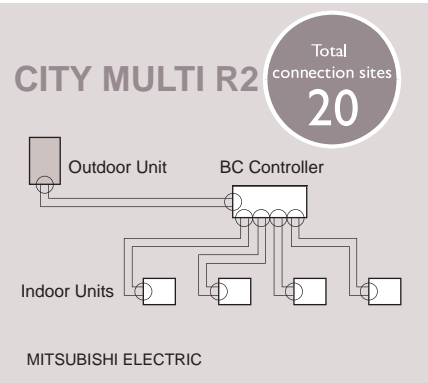 CITY MULTI R2
Total
connection sites
20
Outdoor Unit
BC Controller
Indoor Units
MITSUBISHI ELECTRIC